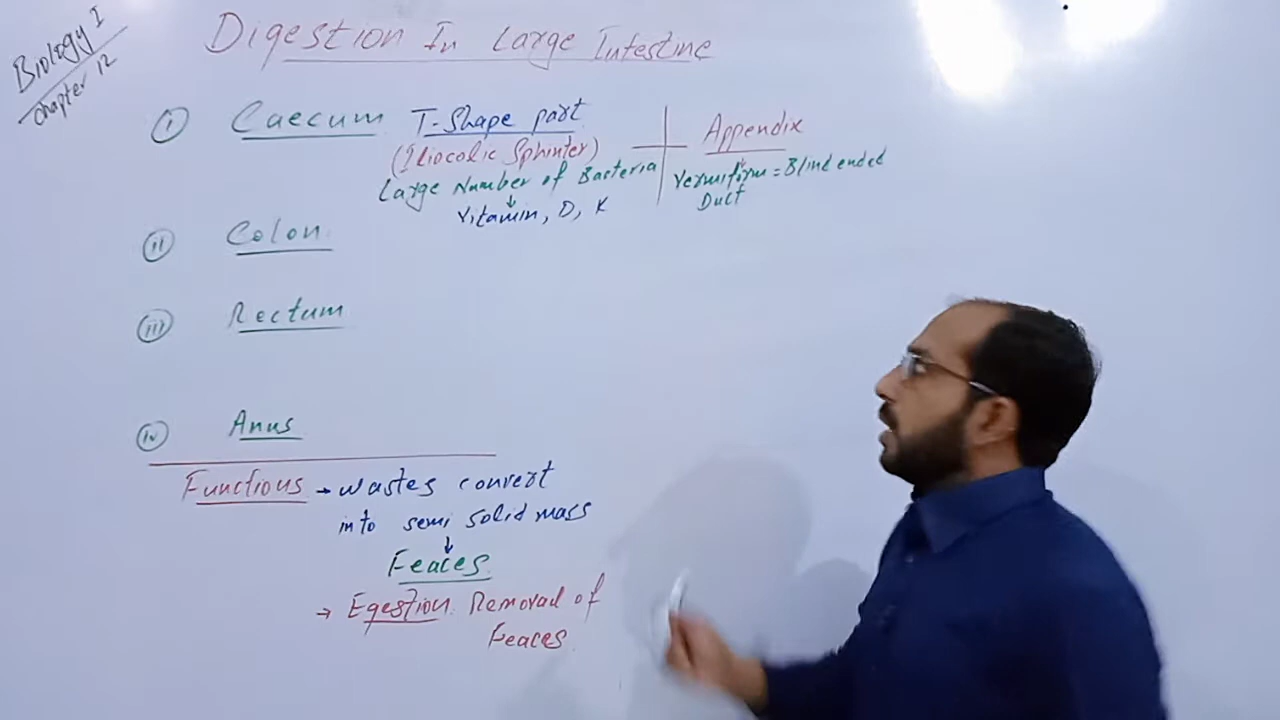 Biology I
Chapter 12
Digestion In Large Intestine
(i) Caecum T-Shape part
(Iliocolic Sphinter)
Large Number of Bacteria
↓
Vitamin, D, K
Appendix
↓
Vermiform = Blind ended
Duct
(ii) Colon
(iii) Rectum
(iv) Anus
Functions → wastes convert
into semi solid mass
↓
Feaces
→ Egestion. Removal of
Feaces.